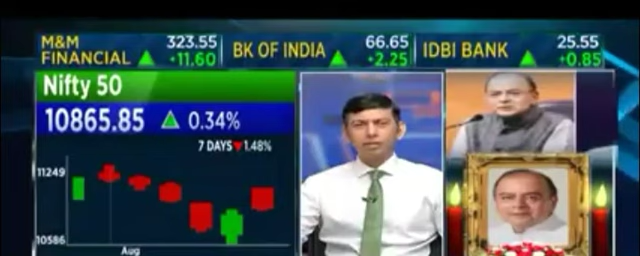 M&M FINANCIAL 323.55 +11.60
BK OF INDIA 66.65 +2.25
IDBI BANK 25.55 +0.85
Nifty 50
10865.85 0.34%
7 DAYS 1.48%
11249
10586
Aug